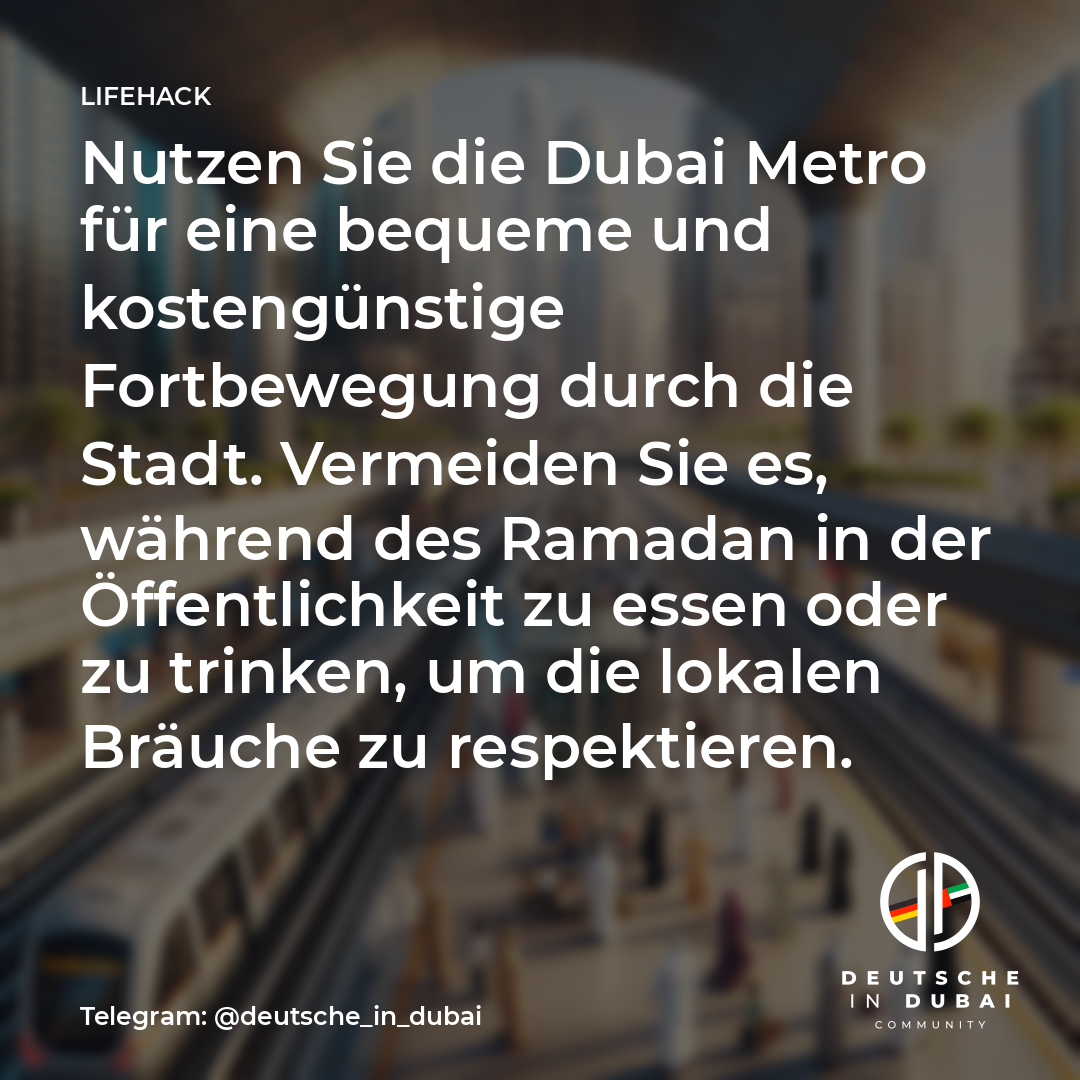 LIFEHACK
Nutzen Sie die Dubai Metro
für eine bequeme und
kostengünstige
Fortbewegung durch die
Stadt. Vermeiden Sie es,
während des Ramadan in der
Öffentlichkeit zu essen oder
zu trinken, um die lokalen
Bräuche zu respektieren.
DEUTSCHE
IN DUBAI
COMMUNITY
Telegram: @deutsche_in_dubai